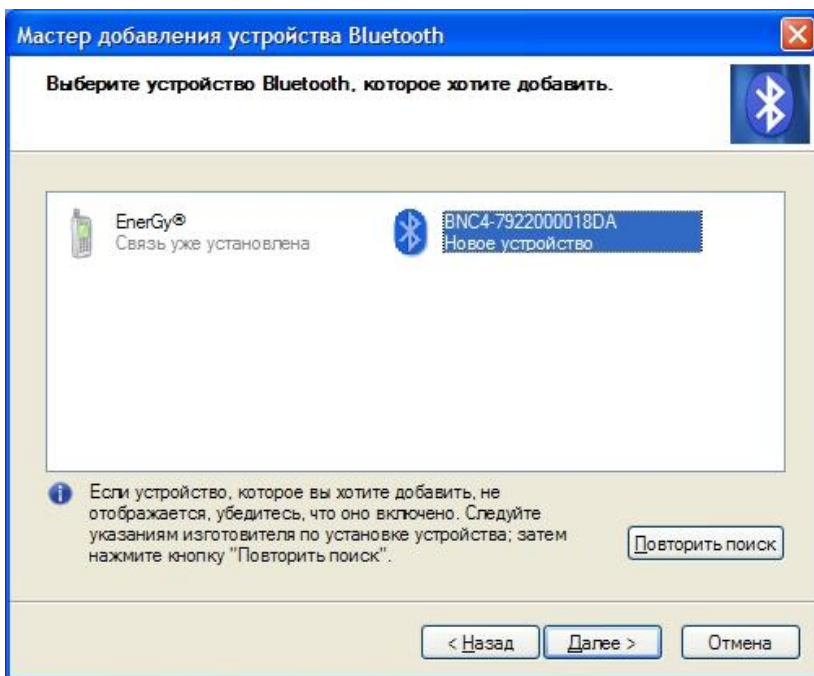 Мастер добавления устройства Bluetooth
Выберите устройство Bluetooth, которое хотите добавить.
EnerGy®
Связь уже установлена
BNC4-7922000018DA
Новое устройство
Если устройство, которое вы хотите добавить, не
отображается, убедитесь, что оно включено. Следуйте
указаниям изготовителя по установке устройства; затем
нажмите кнопку "Повторить поиск".
Повторить поиск
< Назад
Далее >
Отмена